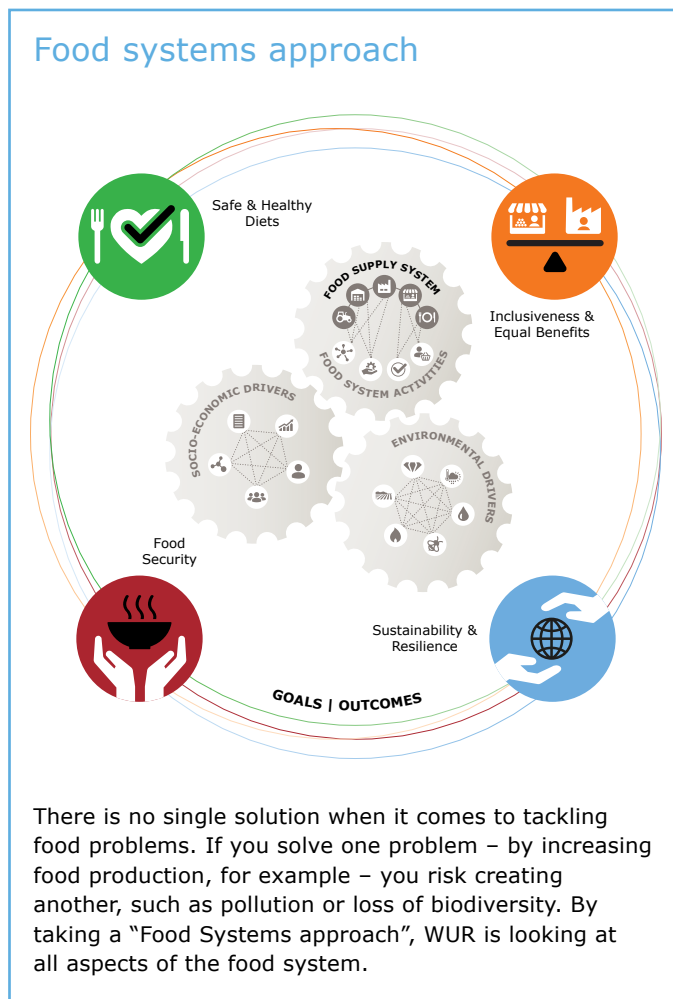 Food systems approach
Safe & Healthy
Diets
Inclusiveness &
Equal Benefits
FOOD SUPPLY SYSTEM
FOOD SYSTEM ACTIVITIES
SOCIO-ECONOMIC DRIVERS
ENVIRONMENTAL DRIVERS
Food
Security
Sustainability &
Resilience
GOALS | OUTCOMES
There is no single solution when it comes to tackling
food problems. If you solve one problem – by increasing
food production, for example – you risk creating
another, such as pollution or loss of biodiversity. By
taking a “Food Systems approach”, WUR is looking at
all aspects of the food system.